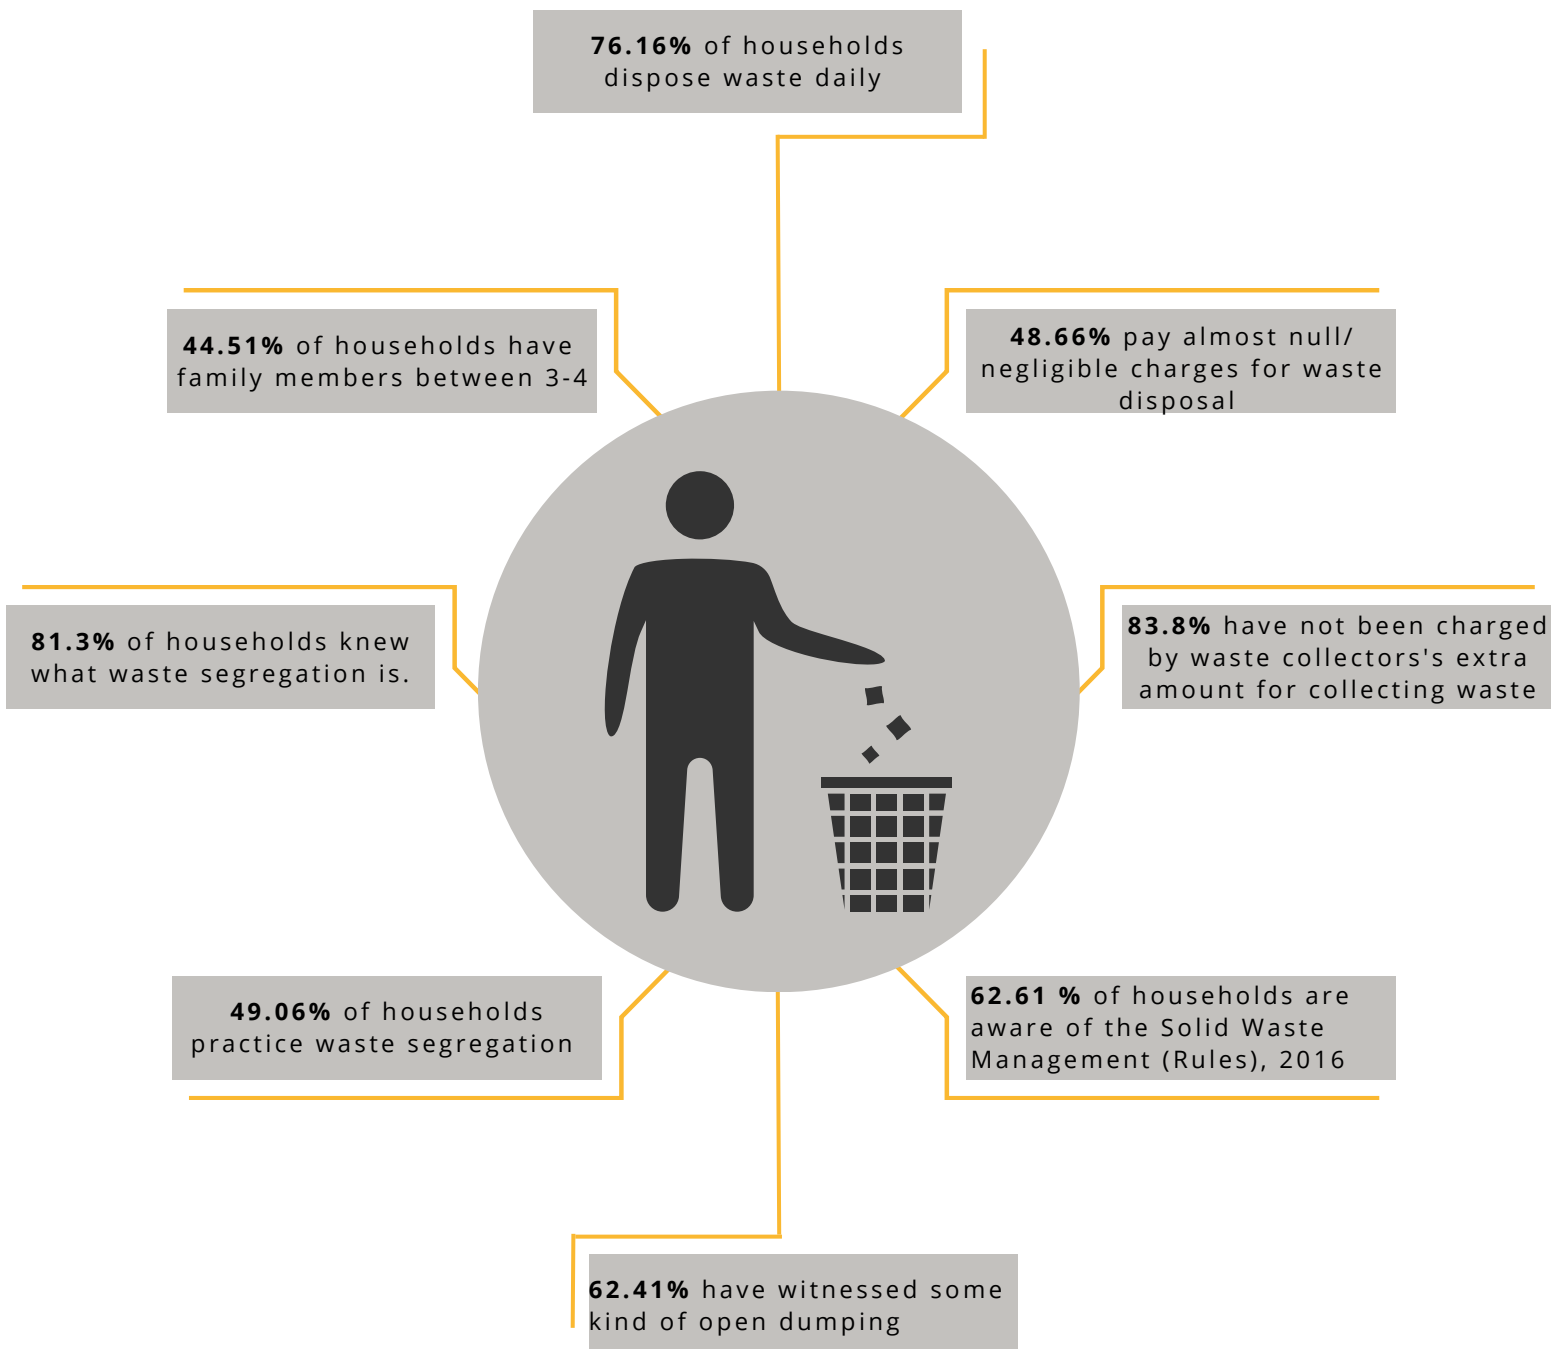 76.16% of households
dispose waste daily
44.51% of households have
family members between 3-4
48.66% pay almost null/
negligible charges for waste
disposal
81.3% of households knew
what waste segregation is.
83.8% have not been charged
by waste collectors's extra
amount for collecting waste
49.06% of households
practice waste segregation
62.61 % of households are
aware of the Solid Waste
Management (Rules), 2016
62.41% have witnessed some
kind of open dumping